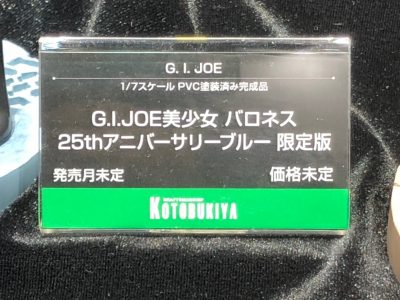 G. I. JOE
1/7スケール PVC塗装済み完成品
G.I.JOE美少女 バロネス
25thアニバーサリーブルー 限定版
発売月未定 価格未定
KOTOBUKIYA